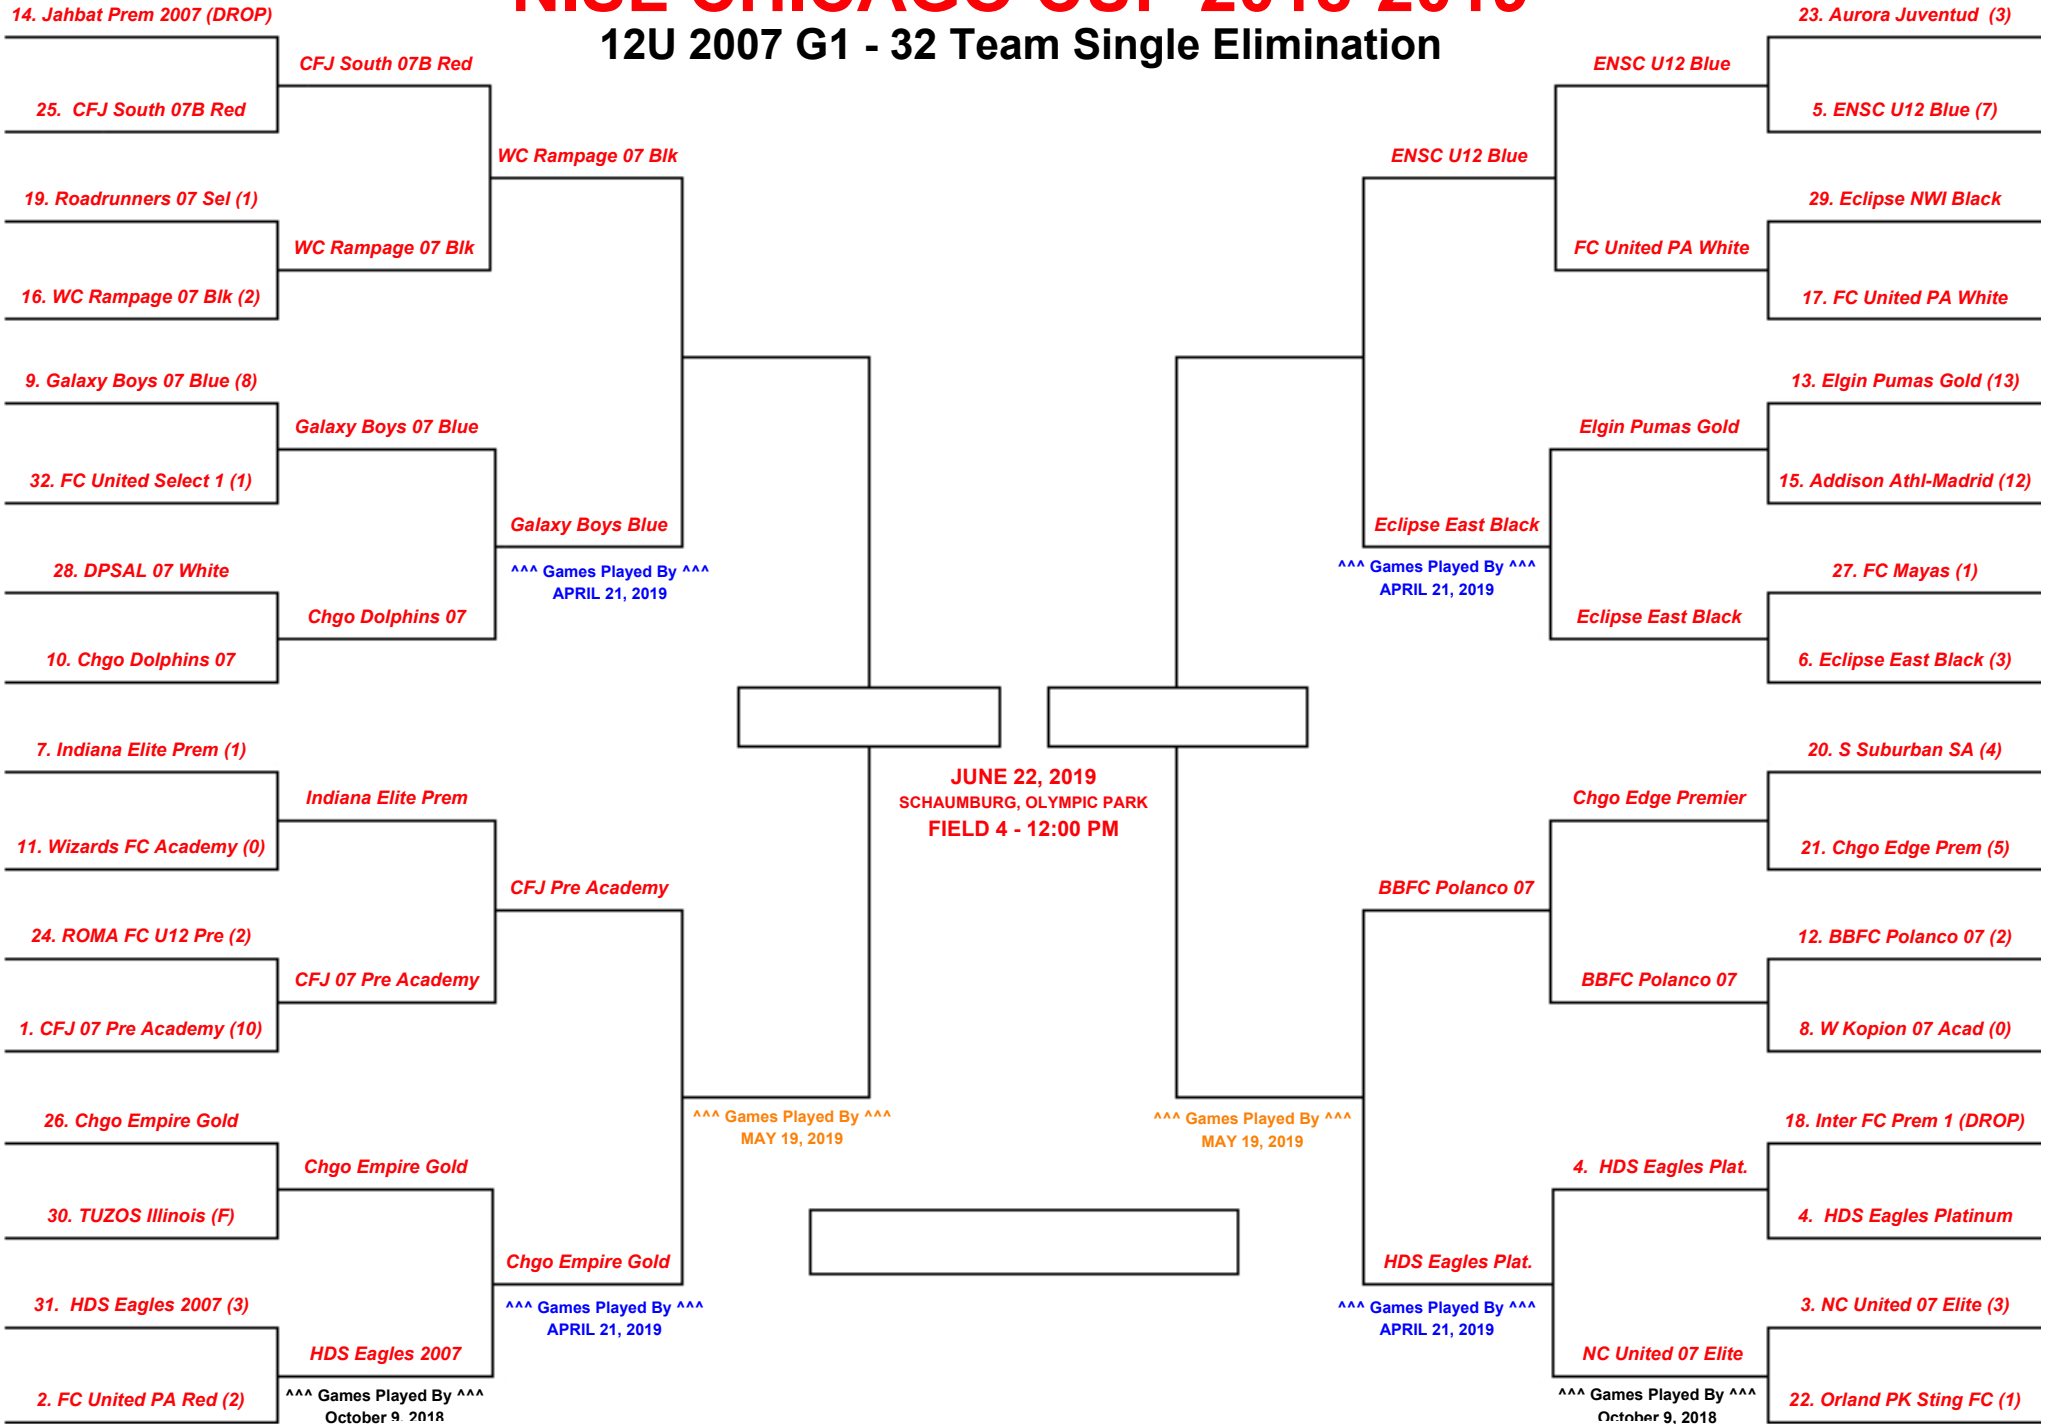 NISL CHICAGO CUP 2018-2019
12U 2007 G1 - 32 Team Single Elimination
14. Jahbat Prem 2007 (DROP)
25.  CFJ South 07B Red
19. Roadrunners 07 Sel (1)
16. WC Rampage 07 Blk (2)
9. Galaxy Boys 07 Blue (8)
32. FC United Select 1 (1)
28. DPSAL 07 White
10. Chgo Dolphins 07
7. Indiana Elite Prem (1)
11. Wizards FC Academy (0)
24. ROMA FC U12 Pre (2)
1. CFJ 07 Pre Academy (10)
26. Chgo Empire Gold
30. TUZOS Illinois (F)
31.  HDS Eagles 2007 (3)
2. FC United PA Red (2)
CFJ South 07B Red
WC Rampage 07 Blk
Galaxy Boys 07 Blue
Chgo Dolphins 07
Indiana Elite Prem
CFJ 07 Pre Academy
Chgo Empire Gold
HDS Eagles 2007
^^^ Games Played By ^^^
October 9, 2018
WC Rampage 07 Blk
Galaxy Boys Blue
^^^ Games Played By ^^^
APRIL 21, 2019
CFJ Pre Academy
Chgo Empire Gold
^^^ Games Played By ^^^
APRIL 21, 2019
^^^ Games Played By ^^^
MAY 19, 2019
JUNE 22, 2019
SCHAUMBURG, OLYMPIC PARK
FIELD 4 - 12:00 PM
^^^ Games Played By ^^^
MAY 19, 2019
ENSC U12 Blue
Eclipse East Black
^^^ Games Played By ^^^
APRIL 21, 2019
BBFC Polanco 07
HDS Eagles Plat.
^^^ Games Played By ^^^
APRIL 21, 2019
ENSC U12 Blue
FC United PA White
Elgin Pumas Gold
Eclipse East Black
Chgo Edge Premier
BBFC Polanco 07
4.  HDS Eagles Plat.
NC United 07 Elite
^^^ Games Played By ^^^
October 9, 2018
23. Aurora Juventud  (3)
5. ENSC U12 Blue (7)
29. Eclipse NWI Black
17. FC United PA White
13. Elgin Pumas Gold (13)
15. Addison Athl-Madrid (12)
27. FC Mayas (1)
6. Eclipse East Black (3)
20. S Suburban SA (4)
21. Chgo Edge Prem (5)
12. BBFC Polanco 07 (2)
8. W Kopion 07 Acad (0)
18. Inter FC Prem 1 (DROP)
4.  HDS Eagles Platinum
3. NC United 07 Elite (3)
22. Orland PK Sting FC (1)